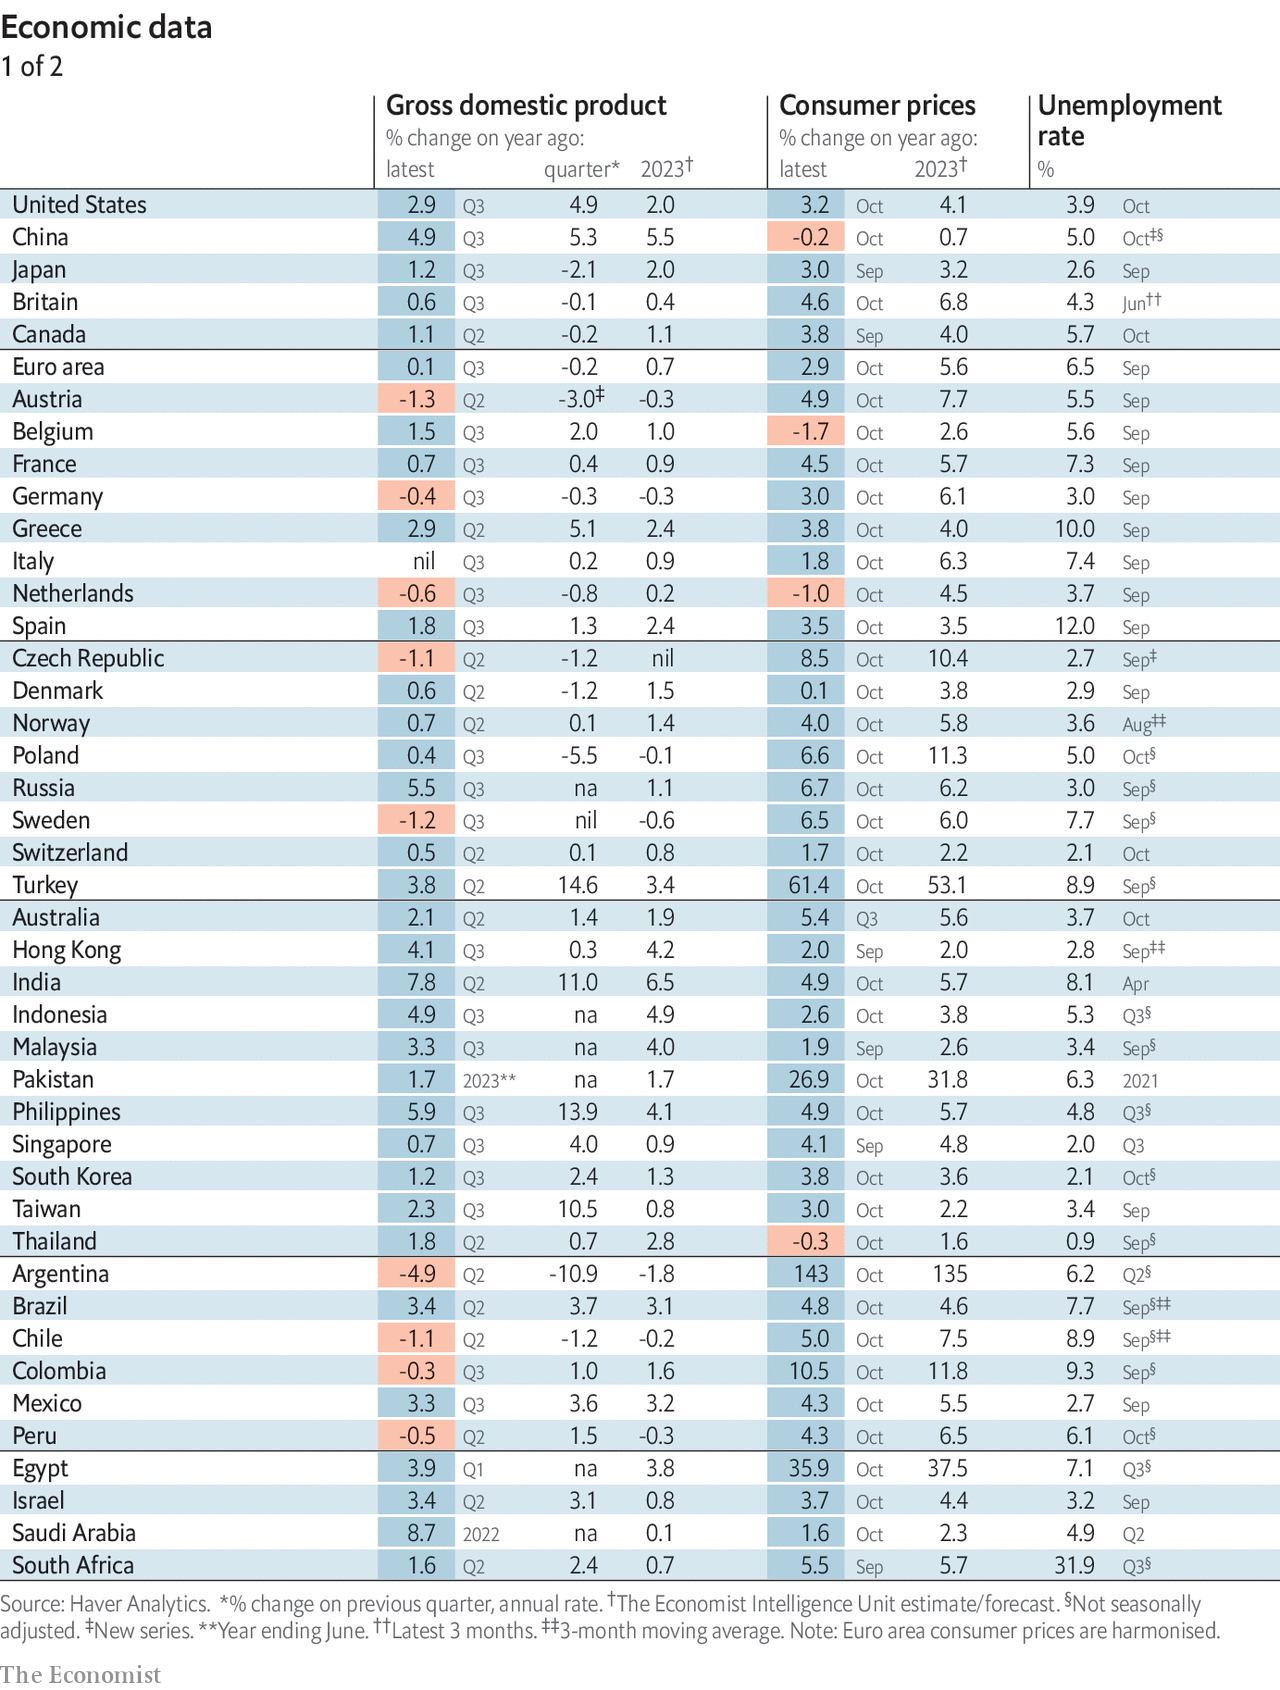 Economic data
1 of 2
Gross domestic product Consumer prices Unemployment
% change on year ago: % change on year ago: rate
latest quarter* 2023† latest 2023† %
United States 2.9 Q3 4.9 2.0 3.2 Oct 4.1 3.9 Oct
China 4.9 Q3 5.3 5.5 -0.2 Oct 0.7 5.0 Oct‡§
Japan 1.2 Q3 -2.1 2.0 3.0 Sep 3.2 2.6 Sep
Britain 0.6 Q3 -0.1 0.4 4.6 Oct 6.8 4.3 Jun††
Canada 1.1 Q2 -0.2 1.1 3.8 Sep 4.0 5.7 Oct
Euro area 0.1 Q3 -0.2 0.7 2.9 Oct 5.6 6.5 Sep
Austria -1.3 Q2 -3.0‡ -0.3 4.9 Oct 7.7 5.5 Sep
Belgium 1.5 Q3 2.0 1.0 -1.7 Oct 2.6 5.6 Sep
France 0.7 Q3 0.4 0.9 4.5 Oct 5.7 7.3 Sep
Germany -0.4 Q3 -0.3 -0.3 3.0 Oct 6.1 3.0 Sep
Greece 2.9 Q2 5.1 2.4 3.8 Oct 4.0 10.0 Sep
Italy nil Q3 0.2 0.9 1.8 Oct 6.3 7.4 Sep
Netherlands -0.6 Q3 -0.8 0.2 -1.0 Oct 4.5 3.7 Sep
Spain 1.8 Q3 1.3 2.4 3.5 Oct 3.5 12.0 Sep
Czech Republic -1.1 Q2 -1.2 nil 8.5 Oct 10.4 2.7 Sep‡
Denmark 0.6 Q2 -1.2 1.5 0.1 Oct 3.8 2.9 Sep
Norway 0.7 Q2 0.1 1.4 4.0 Oct 5.8 3.6 Aug‡‡
Poland 0.4 Q3 -5.5 -0.1 6.6 Oct 11.3 5.0 Oct§
Russia 5.5 Q3 na 1.1 6.7 Oct 6.2 3.0 Sep§
Sweden -1.2 Q3 nil -0.6 6.5 Oct 6.0 7.7 Sep§
Switzerland 0.5 Q2 0.1 0.8 1.7 Oct 2.2 2.1 Oct
Turkey 3.8 Q2 14.6 3.4 61.4 Oct 53.1 8.9 Sep§
Australia 2.1 Q2 1.4 1.9 5.4 Q3 5.6 3.7 Oct
Hong Kong 4.1 Q3 0.3 4.2 2.0 Sep 2.0 2.8 Sep‡‡
India 7.8 Q2 11.0 6.5 4.9 Oct 5.7 8.1 Apr
Indonesia 4.9 Q3 na 4.9 2.6 Oct 3.8 5.3 Q3§
Malaysia 3.3 Q3 na 4.0 1.9 Sep 2.6 3.4 Sep§
Pakistan 1.7 2023** na 1.7 26.9 Oct 31.8 6.3 2021
Philippines 5.9 Q3 13.9 4.1 4.9 Oct 5.7 4.8 Q3§
Singapore 0.7 Q3 4.0 0.9 4.1 Sep 4.8 2.0 Q3
South Korea 1.2 Q3 2.4 1.3 3.8 Oct 3.6 2.1 Oct§
Taiwan 2.3 Q3 10.5 0.8 3.0 Oct 2.2 3.4 Sep
Thailand 1.8 Q2 0.7 2.8 -0.3 Oct 1.6 0.9 Sep§
Argentina -4.9 Q2 -10.9 -1.8 143 Oct 135 6.2 Q2§
Brazil 3.4 Q2 3.7 3.1 4.8 Oct 4.6 7.7 Sep§‡‡
Chile -1.1 Q2 -1.2 -0.2 5.0 Oct 7.5 8.9 Sep§‡‡
Colombia -0.3 Q3 1.0 1.6 10.5 Oct 11.8 9.3 Sep§
Mexico 3.3 Q3 3.6 3.2 4.3 Oct 5.5 2.7 Sep
Peru -0.5 Q2 1.5 -0.3 4.3 Oct 6.5 6.1 Oct§
Egypt 3.9 Q1 na 3.8 35.9 Oct 37.5 7.1 Q3§
Israel 3.4 Q2 3.1 0.8 3.7 Oct 4.4 3.2 Sep
Saudi Arabia 8.7 2022 na 0.1 1.6 Oct 2.3 4.9 Q2
South Africa 1.6 Q2 2.4 0.7 5.5 Sep 5.7 31.9 Q3§
Source: Haver Analytics. *% change on previous quarter, annual rate. †The Economist Intelligence Unit estimate/forecast. §Not seasonally
adjusted. ‡New series. **Year ending June. ††Latest 3 months. ‡‡3-month moving average. Note: Euro area consumer prices are harmonised.
The Economist